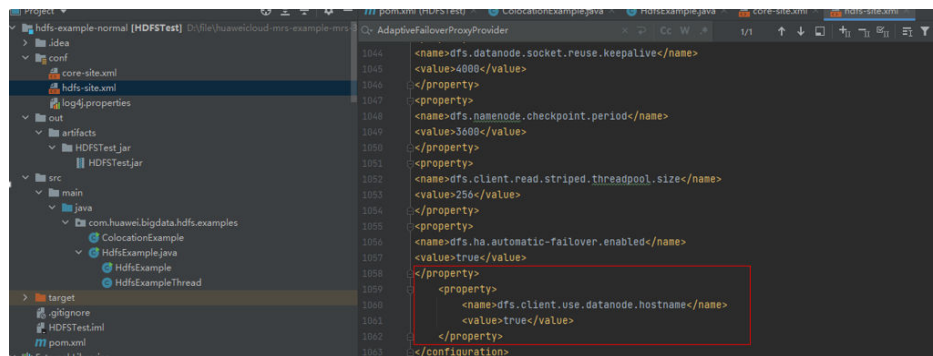 Project
hdfs-example-normal [HDFSTest] D:\file\huaweicloud-mrs-example-mrs-3
.idea
conf
core-site.xml
hdfs-site.xml
log4j.properties
out
artifacts
HDFSTest_jar
HDFSTest.jar
src
main
java
com.huawei.bigdata.hdfs.examples
ColocationExample
HdfsExample.java
HdfsExample
HdfsExampleThread
target
.gitignore
HDFSTest.iml
pom.xml
pom.xml (HDFSTest)
ColocationExample.java
HdfsExample.java
core-site.xml
hdfs-site.xml
AdaptiveFailoverProxyProvider
Cc W .*
1/1
1044 <name>dfs.datanode.socket.reuse.keepalive</name>
1045 <value>4000</value>
1046 </property>
1047 <property>
1048 <name>dfs.namenode.checkpoint.period</name>
1049 <value>3600</value>
1050 </property>
1051 <property>
1052 <name>dfs.client.read.striped.threadpool.size</name>
1053 <value>256</value>
1054 </property>
1055 <property>
1056 <name>dfs.ha.automatic-failover.enabled</name>
1057 <value>true</value>
1058 </property>
1059 <property>
1060 <name>dfs.client.use.datanode.hostname</name>
1061 <value>true</value>
1062 </property>
1063 </configuration>